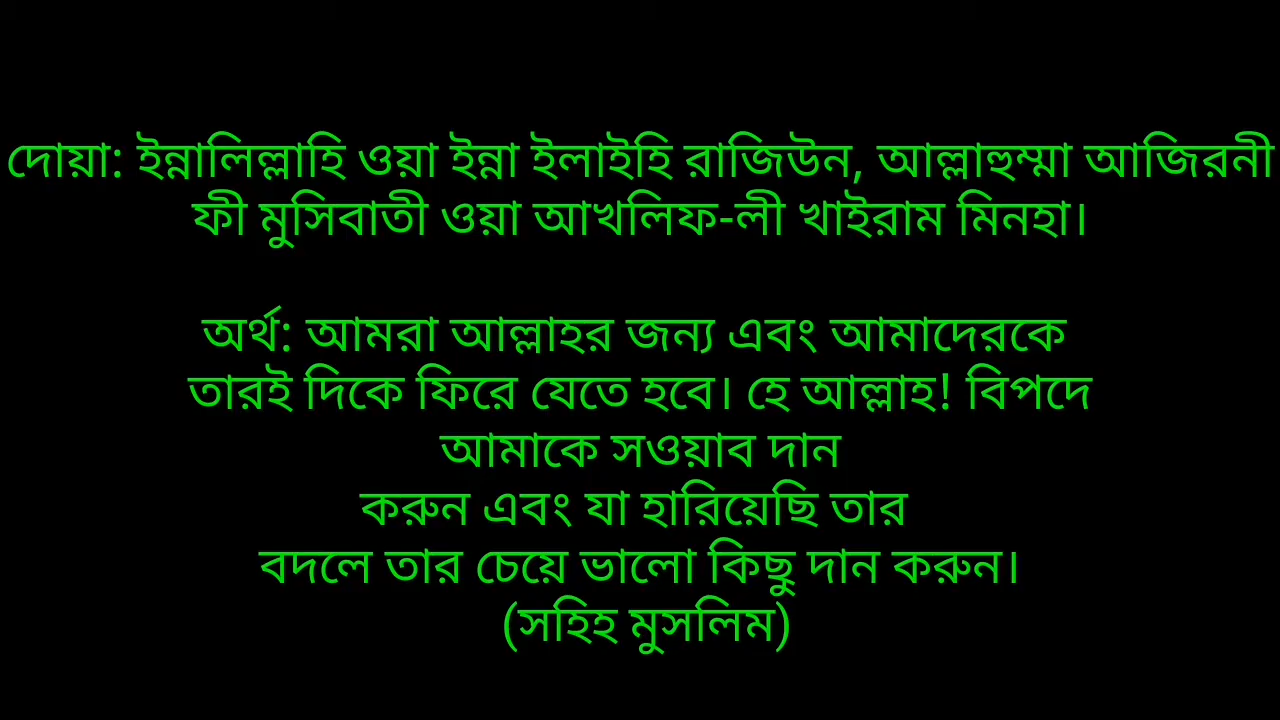 দোয়া: ইন্নালিল্লাহি ওয়া ইন্না ইলাইহি রাজিউন, আল্লাহুম্মা আজিরনী
ফী মুসিবাতী ওয়া আখলিফ-লী খাইরাম মিনহা।
অর্থ: আমরা আল্লাহর জন্য এবং আমাদেরকে
তারই দিকে ফিরে যেতে হবে। হে আল্লাহ! বিপদে
আমাকে সওয়াব দান
করুন এবং যা হারিয়েছি তার
বদলে তার চেয়ে ভালো কিছু দান করুন।
(সহিহ মুসলিম)